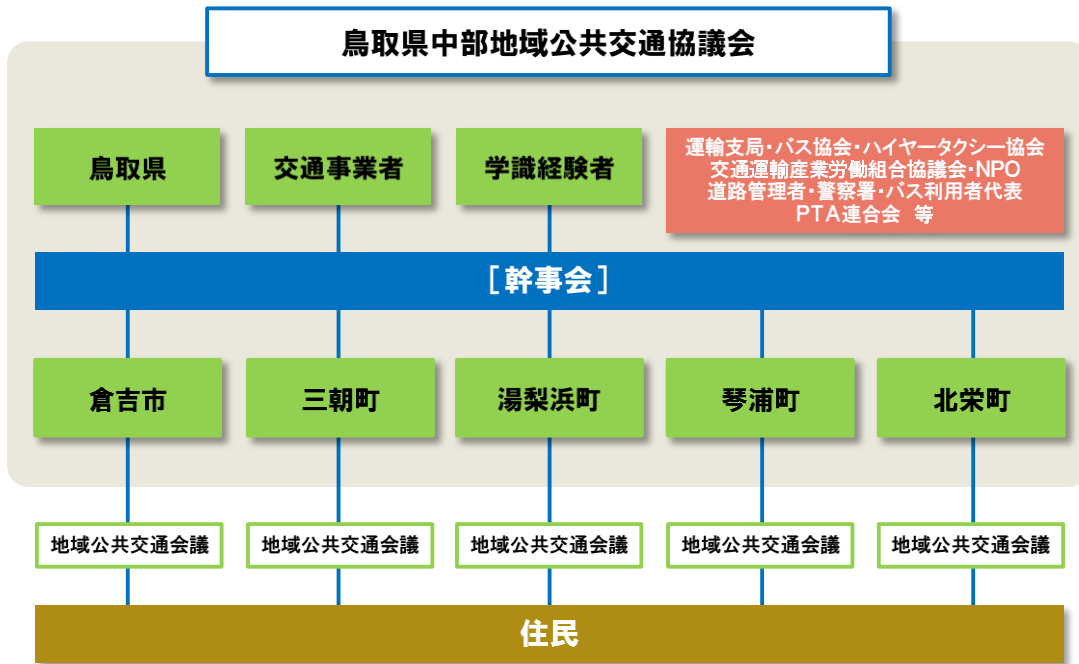 鳥取県中部地域公共交通協議会
鳥取県
交通事業者
学識経験者
運輸支局・バス協会・ハイヤータクシー協会
交通運輸産業労働組合協議会・NPO
道路管理者・警察署・バス利用者代表
PTA連合会 等
［幹事会］
倉吉市
三朝町
湯梨浜町
琴浦町
北栄町
地域公共交通会議
地域公共交通会議
地域公共交通会議
地域公共交通会議
地域公共交通会議
住民